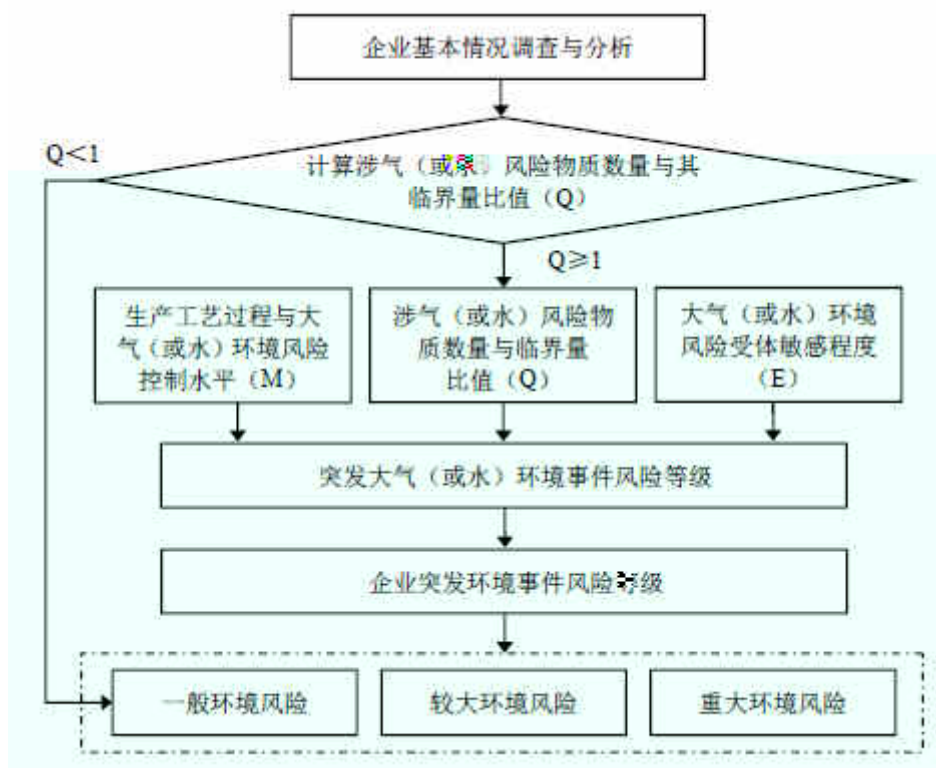 企业基本情况调查与分析
Q<1
计算涉气（或水）风险物质数量与其
临界量比值（Q）
Q≥1
生产工艺过程与大
气（或水）环境风险
控制水平（M）
涉气（或水）风险物
质数量与临界量
比值（Q）
大气（或水）环境
风险受体敏感程度
（E）
突发大气（或水）环境事件风险等级
企业突发环境事件风险等级
一般环境风险
较大环境风险
重大环境风险